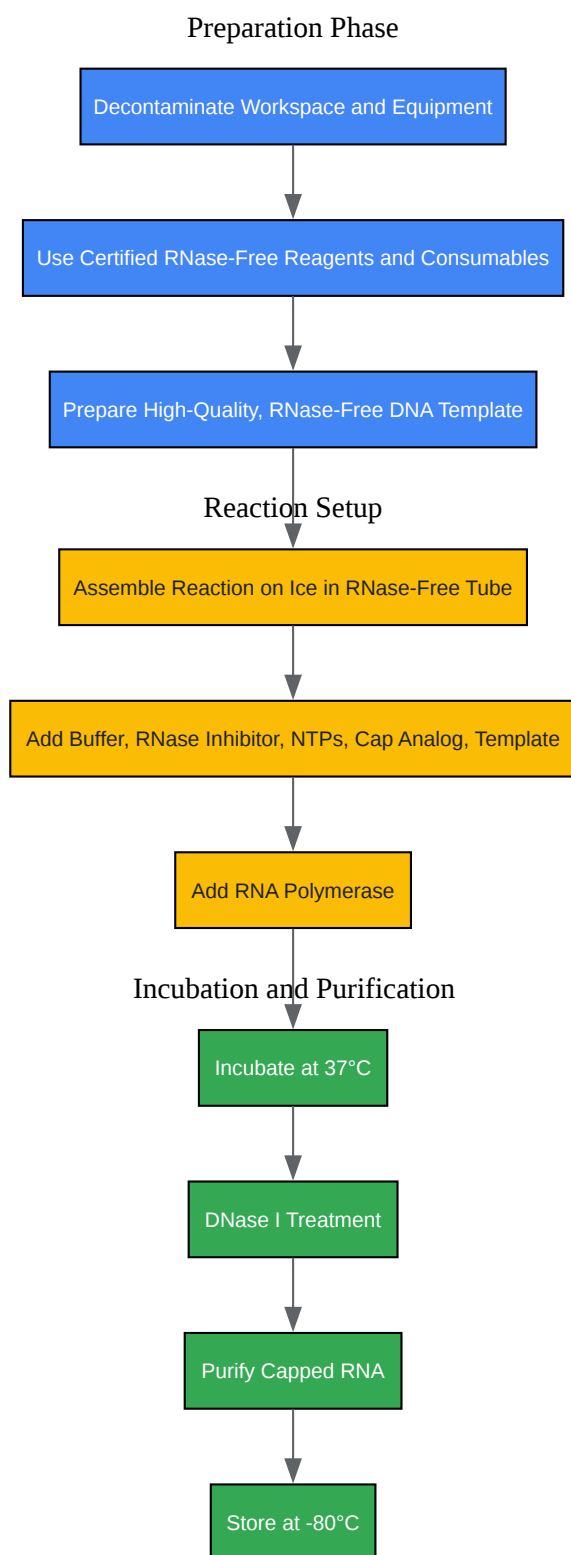 Preparation Phase
Decontaminate Workspace and Equipment
Use Certified RNase-Free Reagents and Consumables
Prepare High-Quality, RNase-Free DNA Template
Reaction Setup
Assemble Reaction on Ice in RNase-Free Tube
Add Buffer, RNase Inhibitor, NTPs, Cap Analog, Template
Add RNA Polymerase
Incubation and Purification
Incubate at 37°C
DNase I Treatment
Purify Capped RNA
Store at -80°C